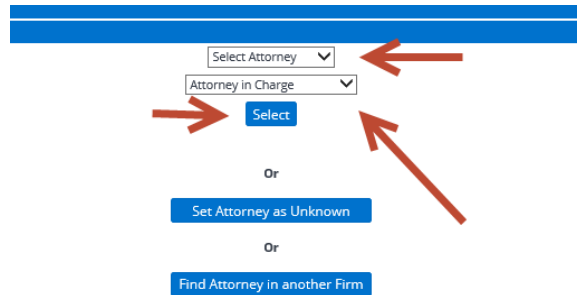 Select Attorney
Attorney in Charge
Select
Or
Set Attorney as Unknown
Or
Find Attorney in another Firm